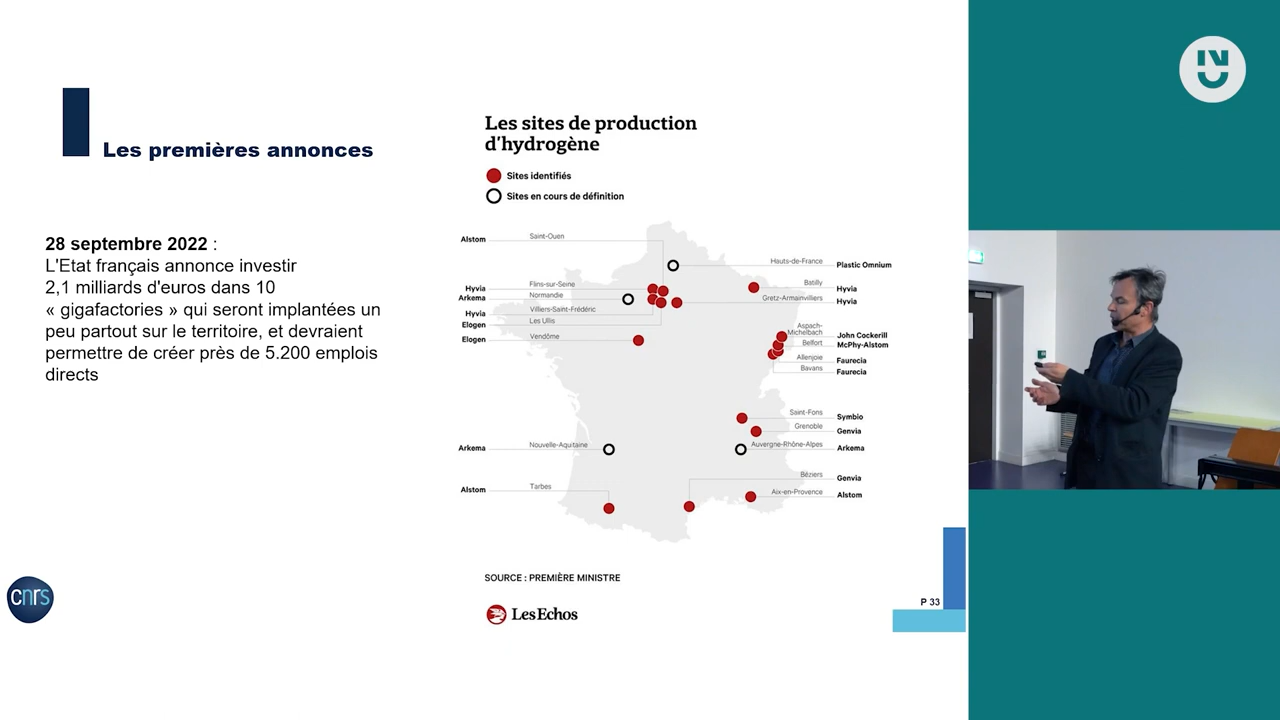 Les premières annonces
28 septembre 2022 :
L'Etat français annonce investir
2,1 milliards d'euros dans 10
« gigafactories » qui seront implantées un
peu partout sur le territoire, et devraient
permettre de créer près de 5.200 emplois
directs
cnrs
Les sites de production
d'hydrogène
Sites identifiés
Sites en cours de définition
Alstom Saint-Ouen
Hauts-de-France Plastic Omnium
Hyvia Flins-sur-Seine
Batilly Hyvia
Arkema Normandie
Gretz-Armainvilliers Hyvia
Hyvia Villiers-Saint-Frédéric
Elogen Les Ullis
Elogen Vendôme
Aspach-
Michelbach John Cockerill
Belfort McPhy-Alstom
Allenjoie Faurecia
Bavans Faurecia
Saint-Fons Symbio
Grenoble Genvia
Arkema Nouvelle-Aquitaine
Auvergne-Rhône-Alpes Arkema
Béziers Genvia
Alstom Tarbes
Aix-en-Provence Alstom
SOURCE : PREMIÈRE MINISTRE
Les Echos
P 33